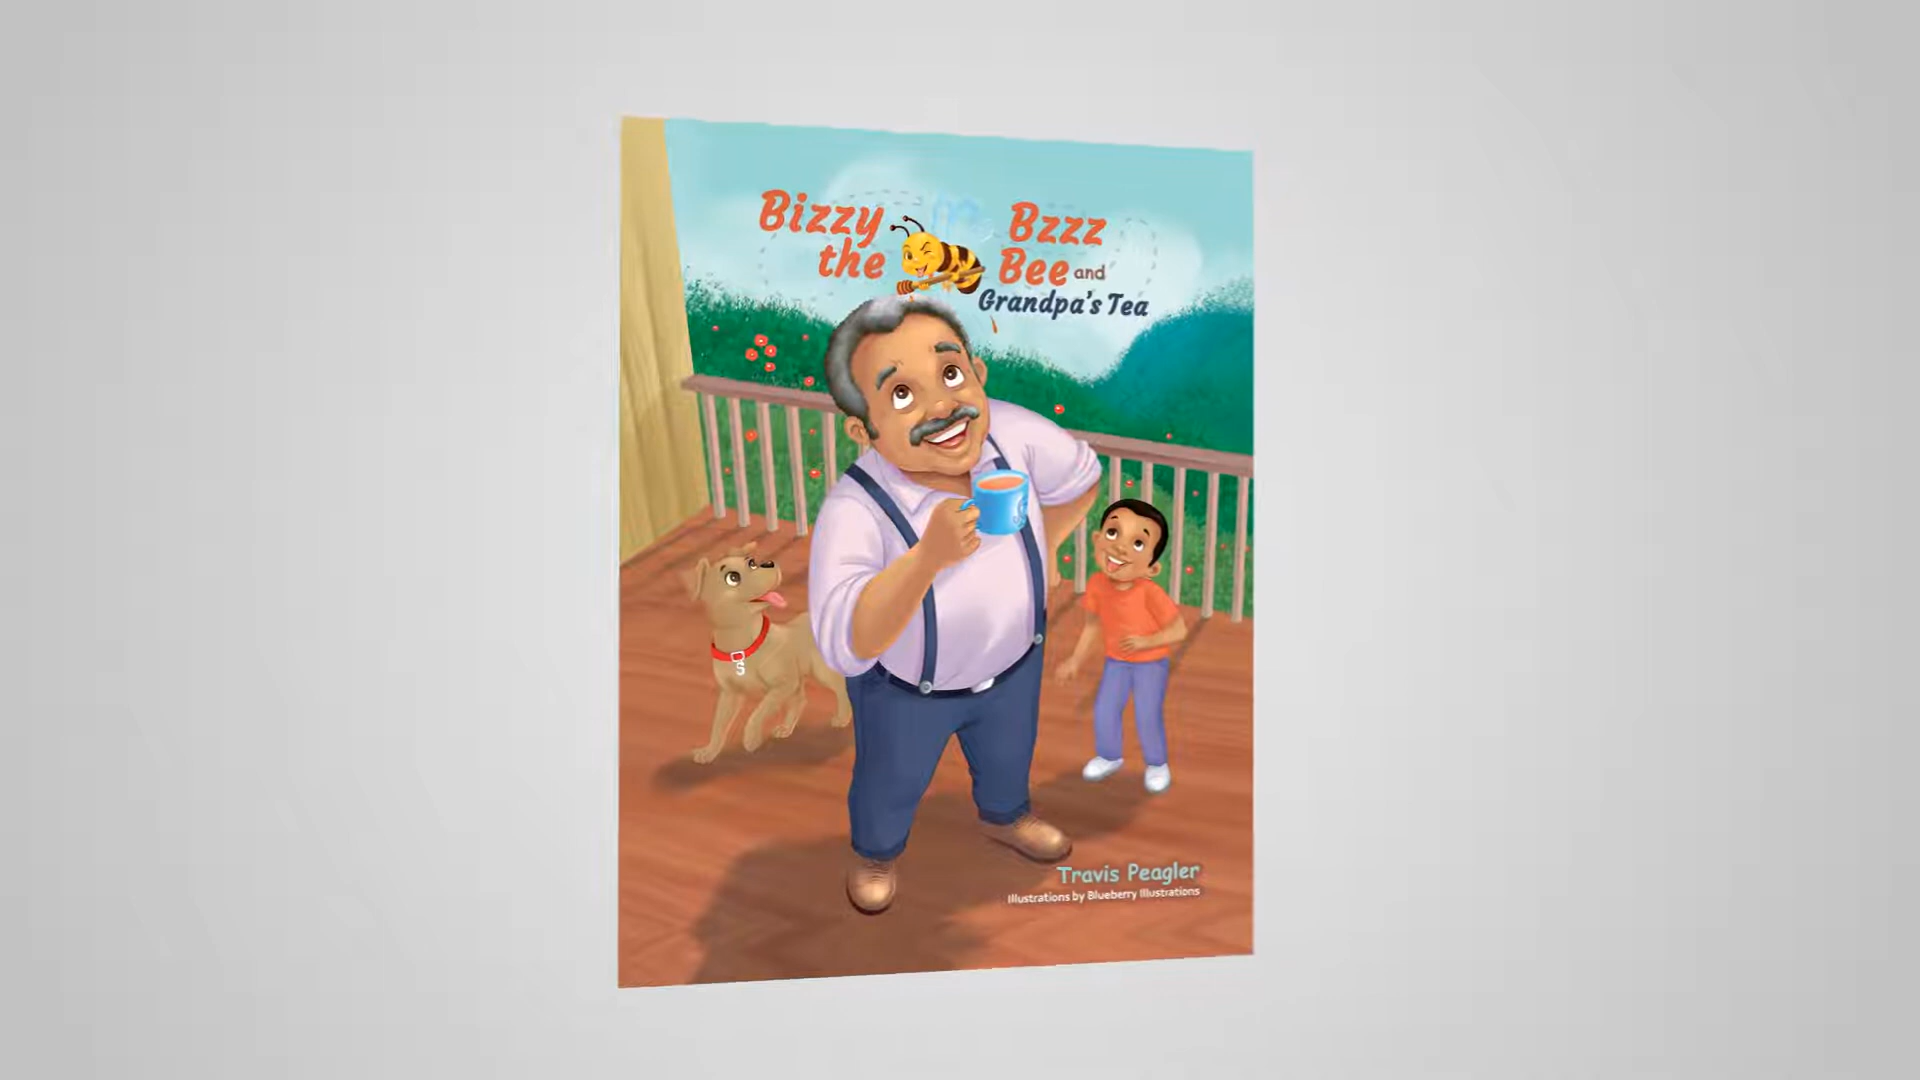 Bizzy Bzzz
the Bee and
Grandpa's Tea
S
Travis Peagler
Illustrations by Blueberry Illustrations